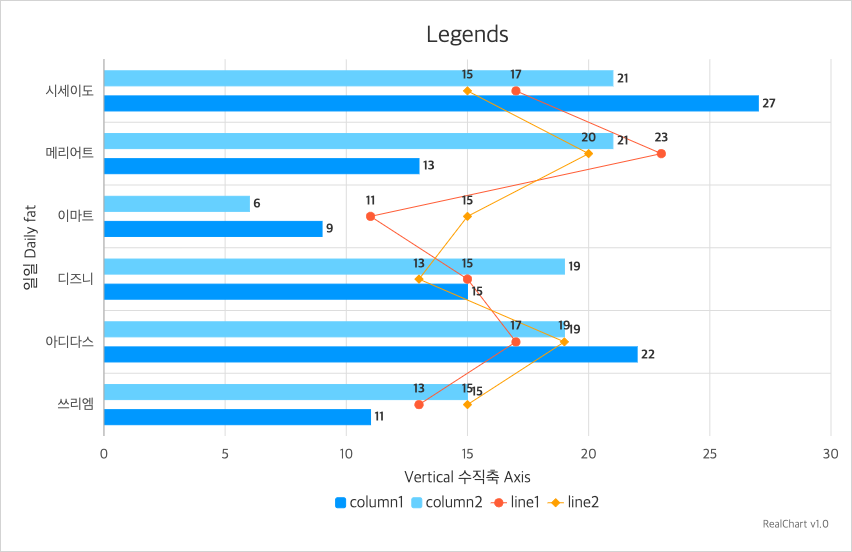 Legends
일일 Daily fat
시세이도
15 17 21
27
메리어트
20 21 23
13
이마트
6 11 15
9
디즈니
13 15 19
15
아디다스
17 19 19
22
쓰리엠
13 15 15
11
0 5 10 15 20 25 30
Vertical 수직축 Axis
column1 column2 line1 line2
RealChart v1.0